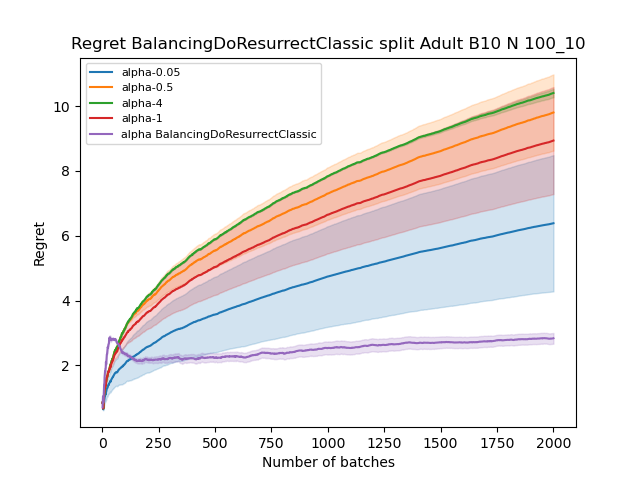 Regret BalancingDoResurrectClassic split Adult B10 N 100_10
alpha-0.05
alpha-0.5
alpha-4
alpha-1
alpha BalancingDoResurrectClassic
10
8
6
4
2
Regret
0 250 500 750 1000 1250 1500 1750 2000
Number of batches